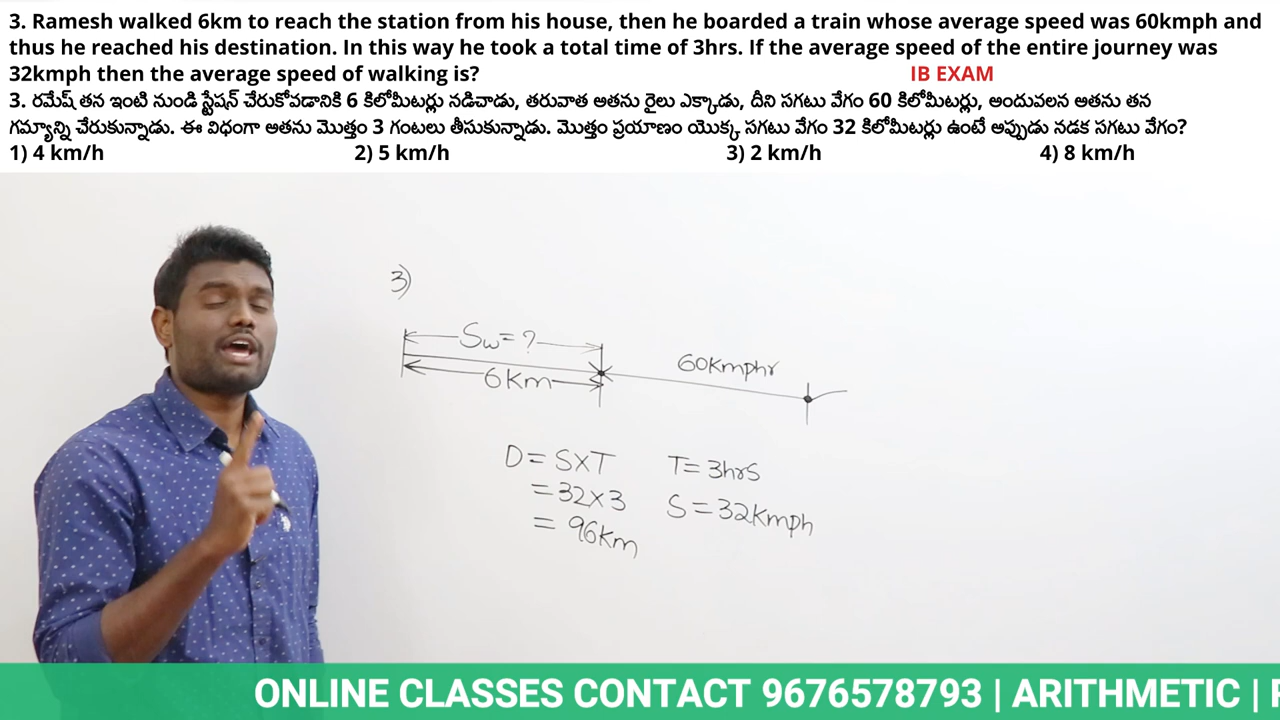 3. Ramesh walked 6km to reach the station from his house, then he boarded a train whose average speed was 60kmph and
thus he reached his destination. In this way he took a total time of 3hrs. If the average speed of the entire journey was
32kmph then the average speed of walking is? IB EXAM
3. రమేష్ తన ఇంటి నుండి స్టేషన్ చేరుకోవడానికి 6 కిలోమీటర్లు నడిచాడు, తరువాత అతను రైలు ఎక్కాడు, దీని సగటు వేగం 60 కిలోమీటర్లు, అందువలన అతను తన
గమ్యాన్ని చేరుకున్నాడు. ఈ విధంగా అతను మొత్తం 3 గంటలు తీసుకున్నాడు. మొత్తం ప్రయాణం యొక్క సగటు వేగం 32 కిలోమీటర్లు ఉంటే అప్పుడు నడక సగటు వేగం?
1) 4 km/h 2) 5 km/h 3) 2 km/h 4) 8 km/h
3)
Sw=?
6Km
60Kmphr
D= S×T T= 3hrs
=32×3 S=32Kmph
= 96Km
ONLINE CLASSES CONTACT 9676578793 | ARITHMETIC |